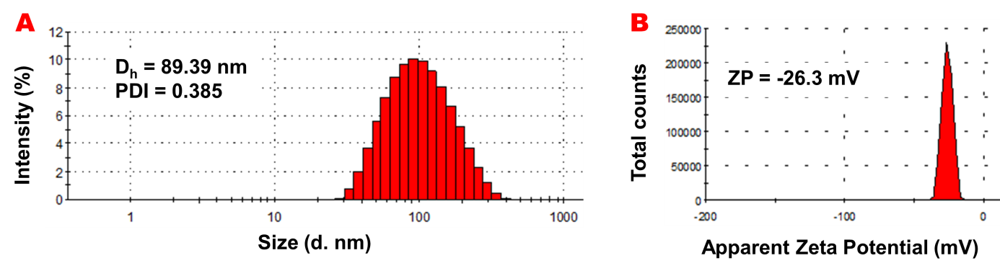 A
Intensity (%)
12
10
8
6
4
2
0
Dₕ = 89.39 nm
PDI = 0.385
1
10
100
1000
Size (d. nm)
B
Total counts
250000
200000
150000
100000
50000
0
ZP = -26.3 mV
-200
-100
0
Apparent Zeta Potential (mV)